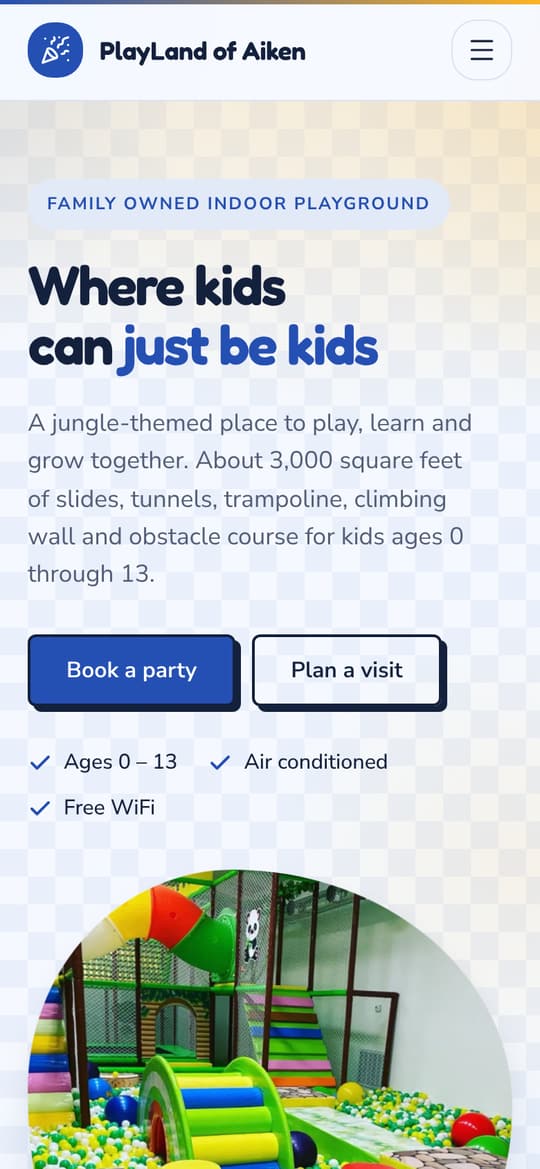 PlayLand of Aiken
FAMILY OWNED INDOOR PLAYGROUND
Where kids
can just be kids
A jungle-themed place to play, learn and
grow together. About 3,000 square feet
of slides, tunnels, trampoline, climbing
wall and obstacle course for kids ages 0
through 13.
Book a party
Plan a visit
Ages 0 – 13
Air conditioned
Free WiFi